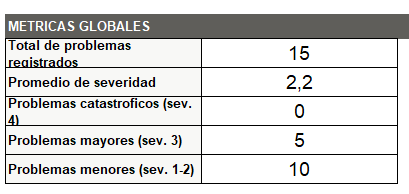 METRICAS GLOBALES
Total de problemas
registrados
15
Promedio de severidad
2,2
Problemas catastroficos (sev.
4)
0
Problemas mayores (sev. 3)
5
Problemas menores (sev. 1-2)
10